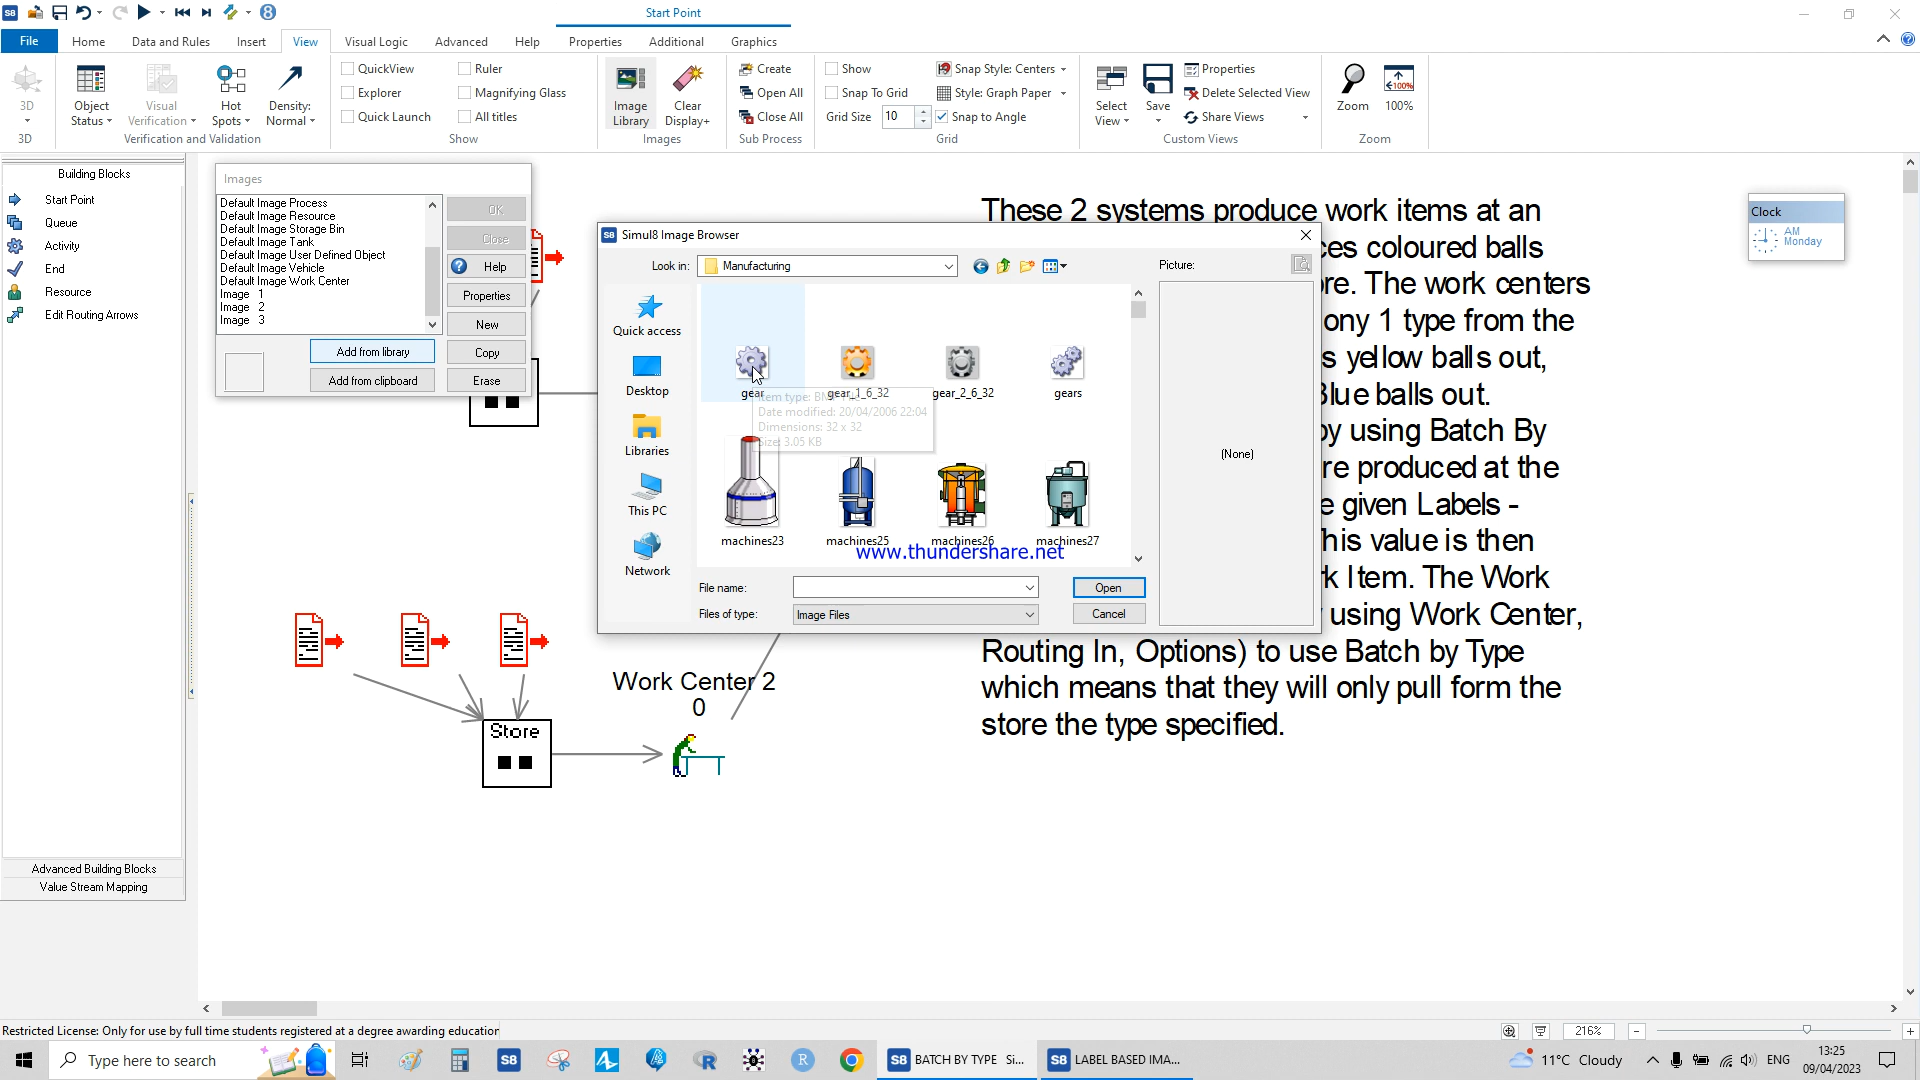 Start Point
File
Home
Data and Rules
Insert
View
Visual Logic
Advanced
Help
Properties
Additional
Graphics
3D
Object Status
Visual Verification
Hot Spots
Density: Normal
QuickView
Explorer
Quick Launch
Ruler
Magnifying Glass
All titles
Image Library
Clear Display+
Create
Open All
Close All
Show
Snap To Grid
Grid Size 10
Snap Style: Centers
Style: Graph Paper
Snap to Angle
Select View
Save
Properties
Delete Selected View
Share Views
Zoom
100%
3D
Verification and Validation
Show
Images
Sub Process
Grid
Custom Views
Zoom
Building Blocks
Start Point
Queue
Activity
End
Resource
Edit Routing Arrows
Advanced Building Blocks
Value Stream Mapping
Images
Default Image Process
Default Image Resource
Default Image Storage Bin
Default Image Tank
Default Image User Defined Object
Default Image Vehicle
Default Image Work Center
Image 1
Image 2
Image 3
OK
Close
Help
Properties
New
Copy
Erase
Add from library
Add from clipboard
Simul8 Image Browser
Look in:
Manufacturing
Picture:
Quick access
Desktop
Libraries
This PC
Network
gear
gear_1_6_32
gear_2_6_32
gears
Date modified: 20/04/2006 22:04
Dimensions: 32 x 32
Size: 3.05 KB
machines23
machines25
machines26
machines27
www.thundershare.net
(None)
File name:
Open
Files of type:
Image Files
Cancel
These 2 systems produce work items at an
ces coloured balls
re. The work centers
ony 1 type from the
s yellow balls out,
Blue balls out.
by using Batch By
re produced at the
e given Labels -
his value is then
k Item. The Work
using Work Center,
Routing In, Options) to use Batch by Type
which means that they will only pull form the
store the type specified.
Clock
AM
Monday
Work Center 2
0
Store
Restricted License: Only for use by full time students registered at a degree awarding education
216%
Type here to search
BATCH BY TYPE Si...
LABEL BASED IMA...
11°C Cloudy
ENG
13:25
09/04/2023